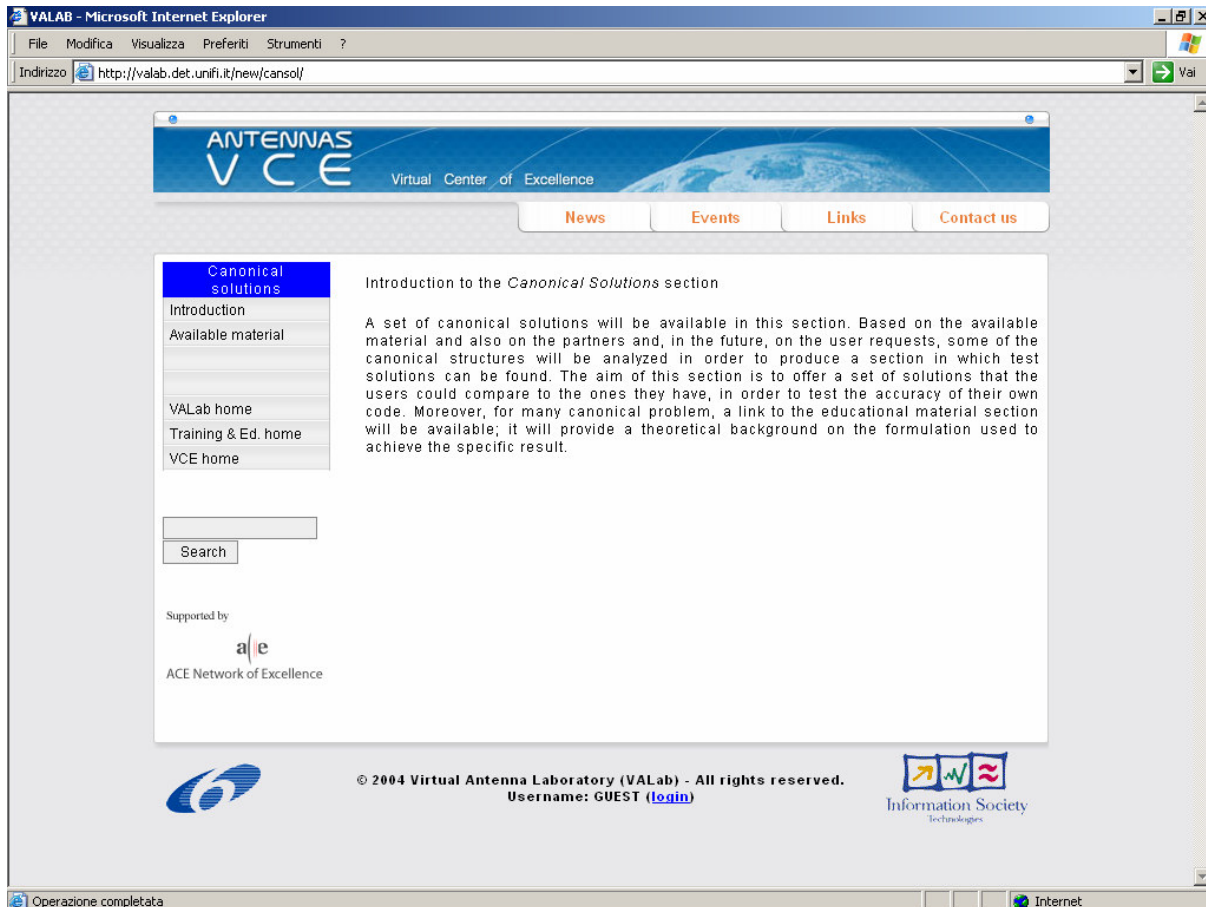 VALAB - Microsoft Internet Explorer
File Modifica Visualizza Preferiti Strumenti ?
Indirizzo http://valab.det.unifi.it/new/cansol/ Vai
ANTENNAS
VCE Virtual Center of Excellence
News Events Links Contact us
Canonical
solutions
Introduction
Available material
VALab home
Training & Ed. home
VCE home
Search
Supported by
a||e
ACE Network of Excellence
Introduction to the Canonical Solutions section
A set of canonical solutions will be available in this section. Based on the available
material and also on the partners and, in the future, on the user requests, some of the
canonical structures will be analyzed in order to produce a section in which test
solutions can be found. The aim of this section is to offer a set of solutions that the
users could compare to the ones they have, in order to test the accuracy of their own
code. Moreover, for many canonical problem, a link to the educational material section
will be available; it will provide a theoretical background on the formulation used to
achieve the specific result.
6
© 2004 Virtual Antenna Laboratory (VALab) - All rights reserved.
Username: GUEST (login)
Information Society
Technologies
Operazione completata Internet